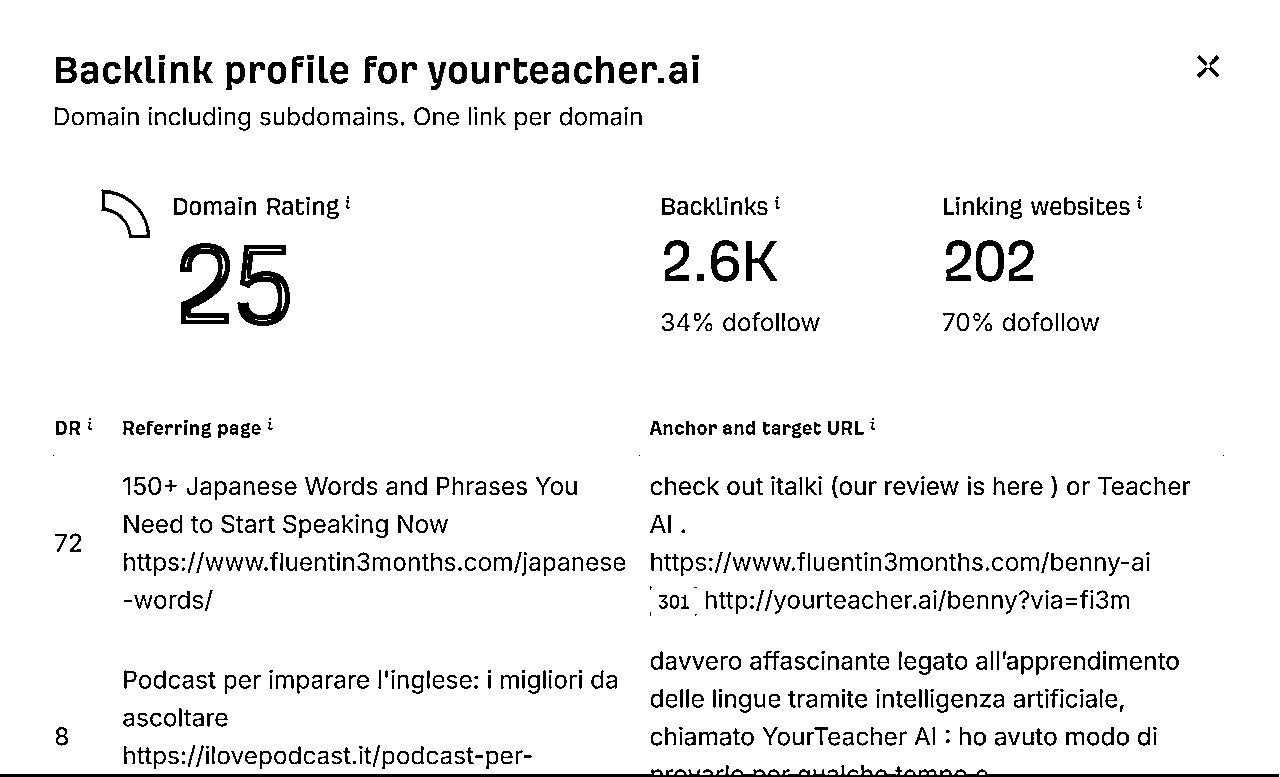 Backlink profile for yourteacher.ai
Domain including subdomains. One link per domain
Domain Rating i
25
Backlinks i
2.6K
34% dofollow
Linking websites i
202
70% dofollow
DR i Referring page i Anchor and target URL i
72
150+ Japanese Words and Phrases You
Need to Start Speaking Now
https://www.fluentin3months.com/japanese
-words/
check out italki (our review is here ) or Teacher
AI .
https://www.fluentin3months.com/benny-ai
301 http://yourteacher.ai/benny?via=fi3m
8
Podcast per imparare l'inglese: i migliori da
ascoltare
https://ilovepodcast.it/podcast-per-
davvero affascinante legato all'apprendimento
delle lingue tramite intelligenza artificiale,
chiamato YourTeacher AI : ho avuto modo di
provarlo per qualche tempo e